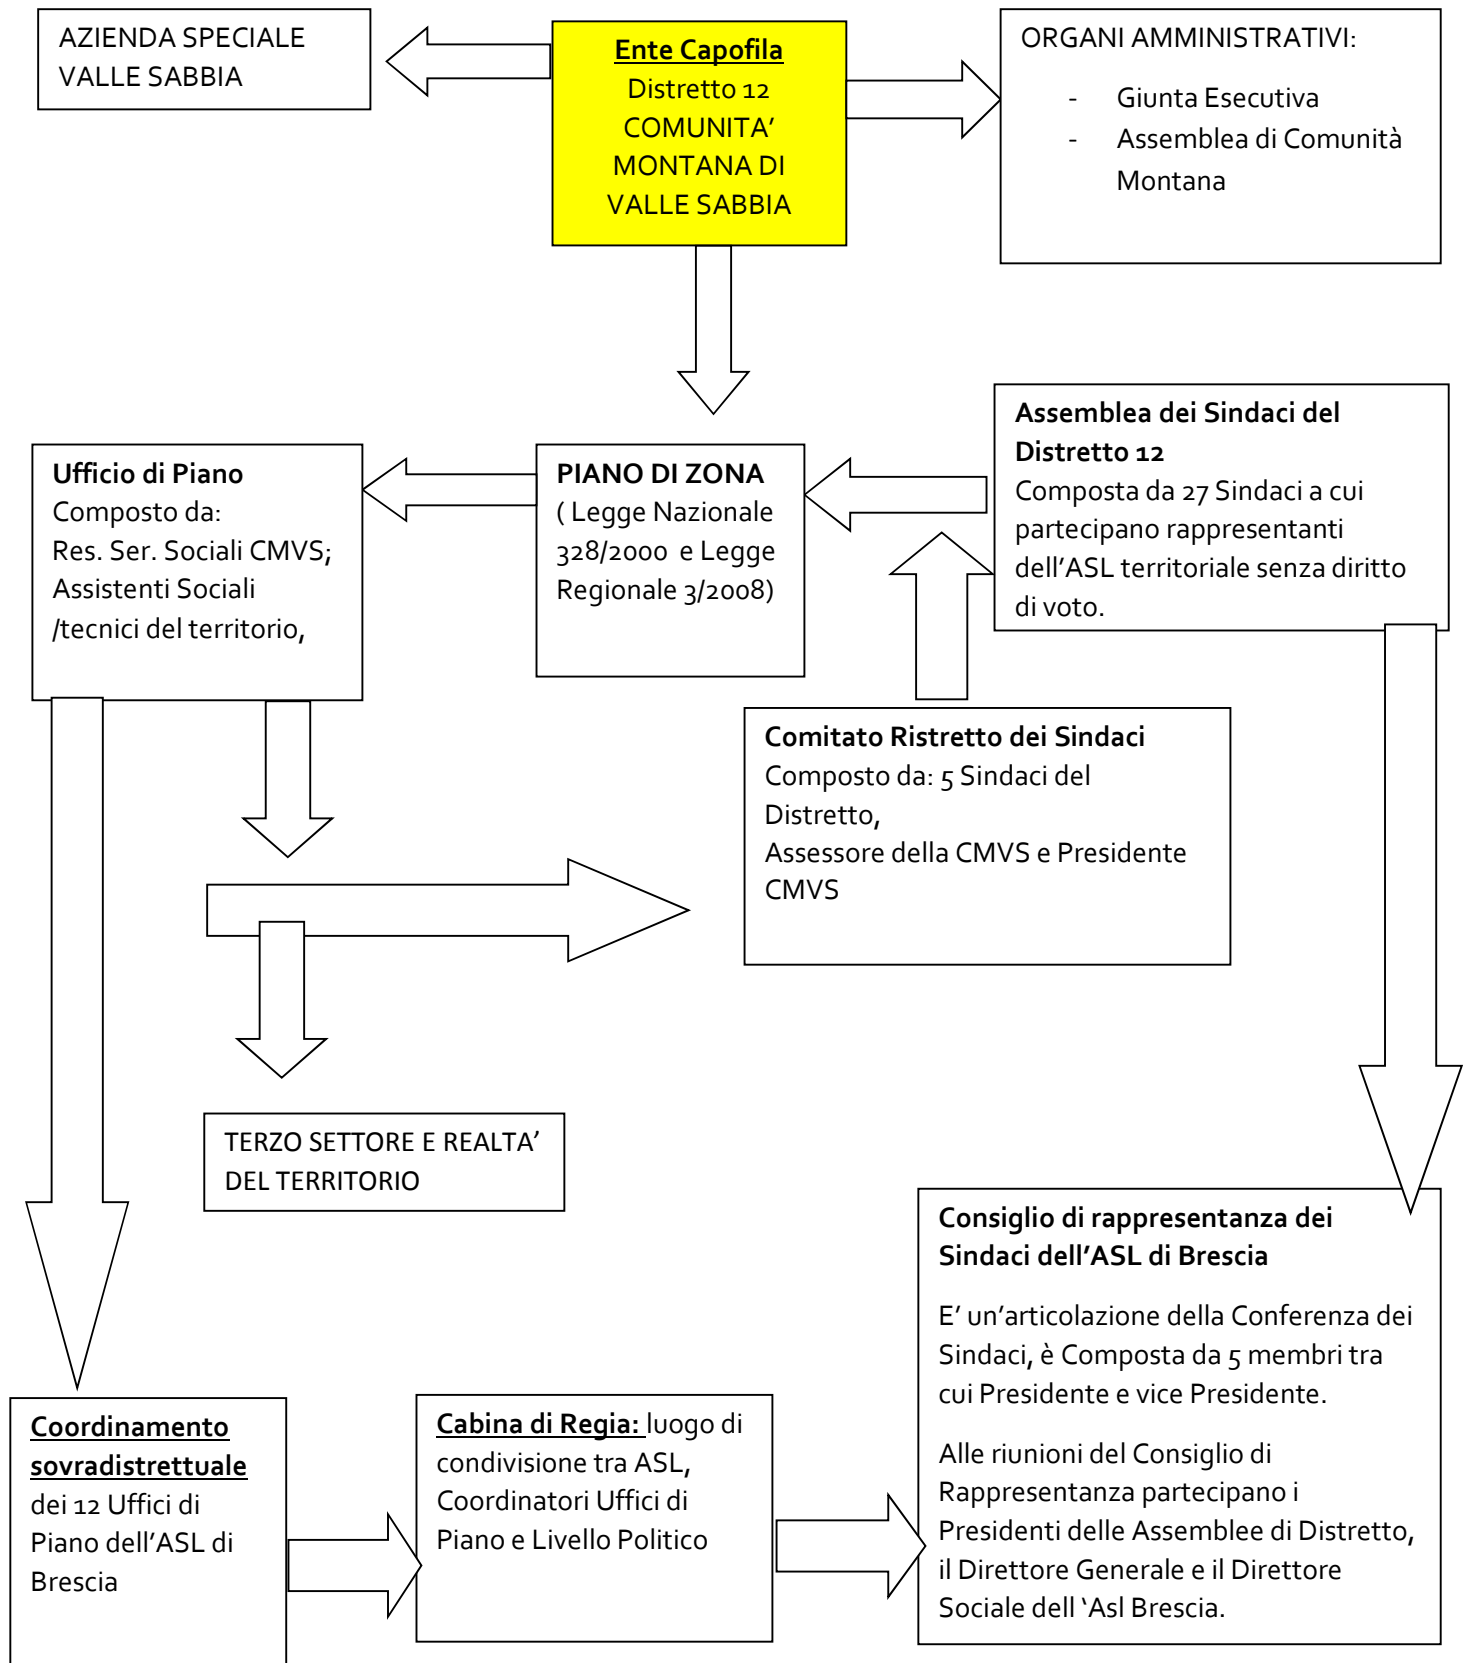 AZIENDA SPECIALE
VALLE SABBIA
Ente Capofila
Distretto 12
COMUNITA’
MONTANA DI
VALLE SABBIA
ORGANI AMMINISTRATIVI:
- Giunta Esecutiva
- Assemblea di Comunità
Montana
Ufficio di Piano
Composto da:
Res. Ser. Sociali CMVS;
Assistenti Sociali
/tecnici del territorio,
PIANO DI ZONA
( Legge Nazionale
328/2000 e Legge
Regionale 3/2008)
Assemblea dei Sindaci del
Distretto 12
Composta da 27 Sindaci a cui
partecipano rappresentanti
dell’ASL territoriale senza diritto
di voto.
Comitato Ristretto dei Sindaci
Composto da: 5 Sindaci del
Distretto,
Assessore della CMVS e Presidente
CMVS
TERZO SETTORE E REALTA’
DEL TERRITORIO
Coordinamento
sovradistrettuale
dei 12 Uffici di
Piano dell’ASL di
Brescia
Cabina di Regia: luogo di
condivisione tra ASL,
Coordinatori Uffici di
Piano e Livello Politico
Consiglio di rappresentanza dei
Sindaci dell’ASL di Brescia
E’ un’articolazione della Conferenza dei
Sindaci, è Composta da 5 membri tra
cui Presidente e vice Presidente.
Alle riunioni del Consiglio di
Rappresentanza partecipano i
Presidenti delle Assemblee di Distretto,
il Direttore Generale e il Direttore
Sociale dell ‘Asl Brescia.